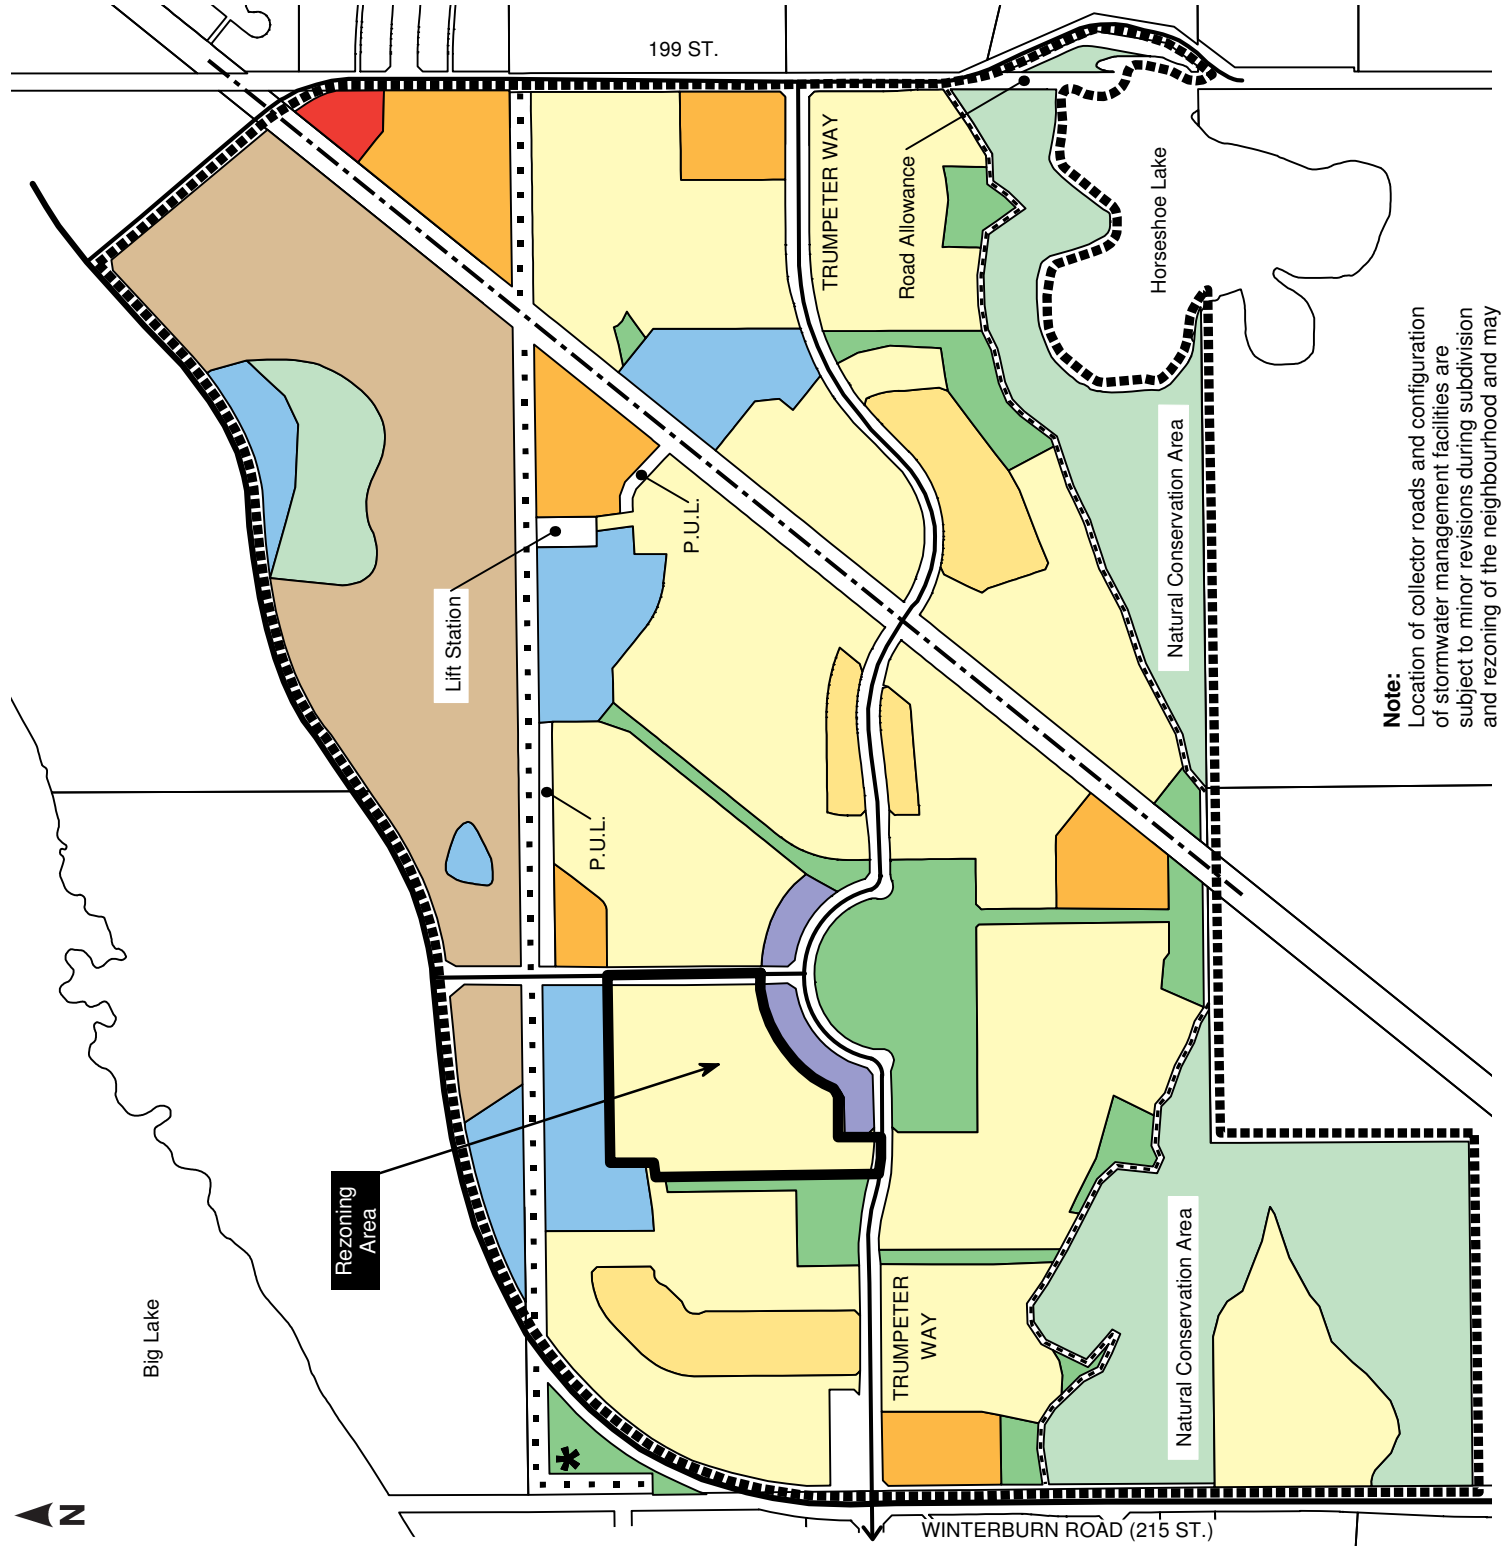 199 ST.
TRUMPETER WAY
Road Allowance
Horseshoe Lake
Natural Conservation Area
P.U.L.
Lift Station
P.U.L.
Note:
Location of collector roads and configuration
of stormwater management facilities are
subject to minor revisions during subdivision
and rezoning of the neighbourhood and may
Rezoning
Area
Big Lake
TRUMPETER
WAY
Natural Conservation Area
*
N
WINTERBURN ROAD (215 ST.)